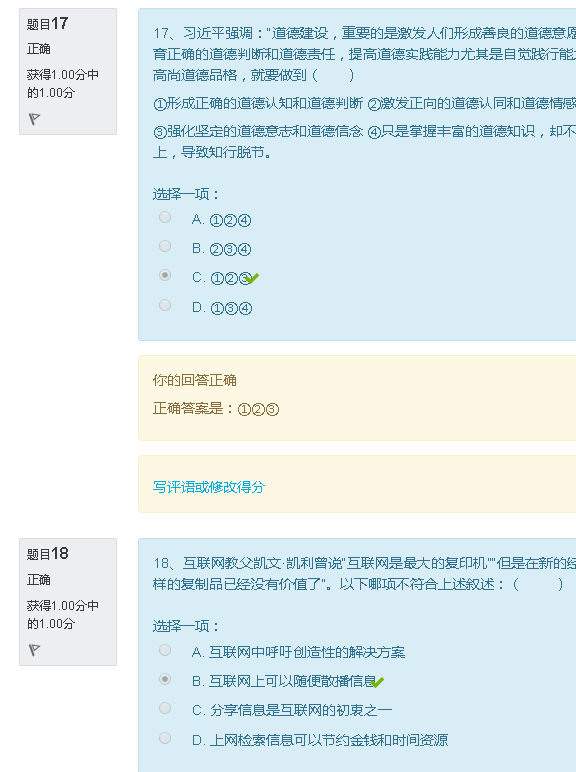 题目17
正确
获得1.00分中
的1.00分
17、习近平强调："道德建设，重要的是激发人们形成善良的道德意愿
育正确的道德判断和道德责任，提高道德实践能力尤其是自觉践行能
高尚道德品格，就要做到（　　）
①形成正确的道德认知和道德判断 ②激发正向的道德认同和道德情感
③强化坚定的道德意志和道德信念 ④只是掌握丰富的道德知识，却不
上，导致知行脱节。
选择一项：
A. ①②④
B. ②③④
C. ①②③
D. ①③④
你的回答正确
正确答案是：①②③
写评语或修改得分
题目18
正确
获得1.00分中
的1.00分
18、互联网教父凯文·凯利曾说"互联网是最大的复印机""但是在新的经
样的复制品已经没有价值了"。以下哪项不符合上述叙述：（　　）
选择一项：
A. 互联网中呼吁创造性的解决方案
B. 互联网上可以随便散播信息
C. 分享信息是互联网的初衷之一
D. 上网检索信息可以节约金钱和时间资源